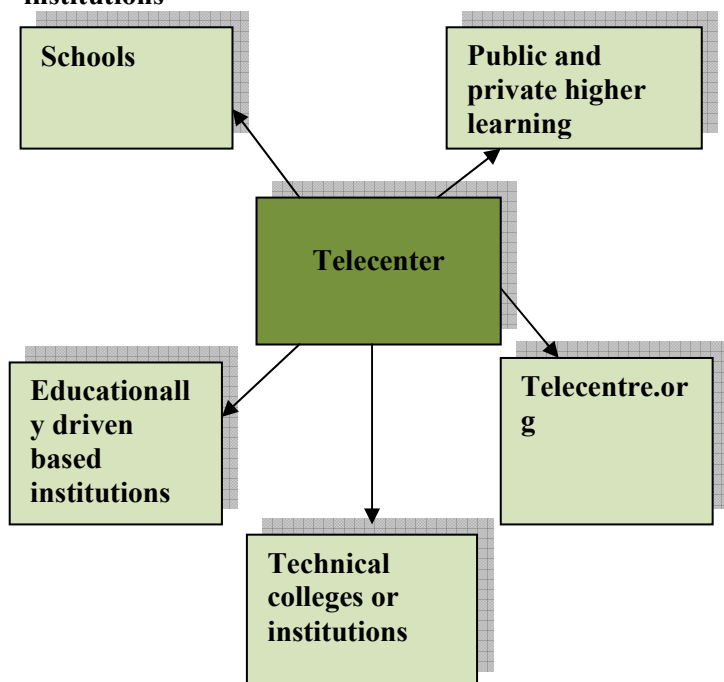 institutions
Schools
Public and
private higher
learning
Telecenter
Educationall
y driven
based
institutions
Telecentre.or
g
Technical
colleges or
institutions